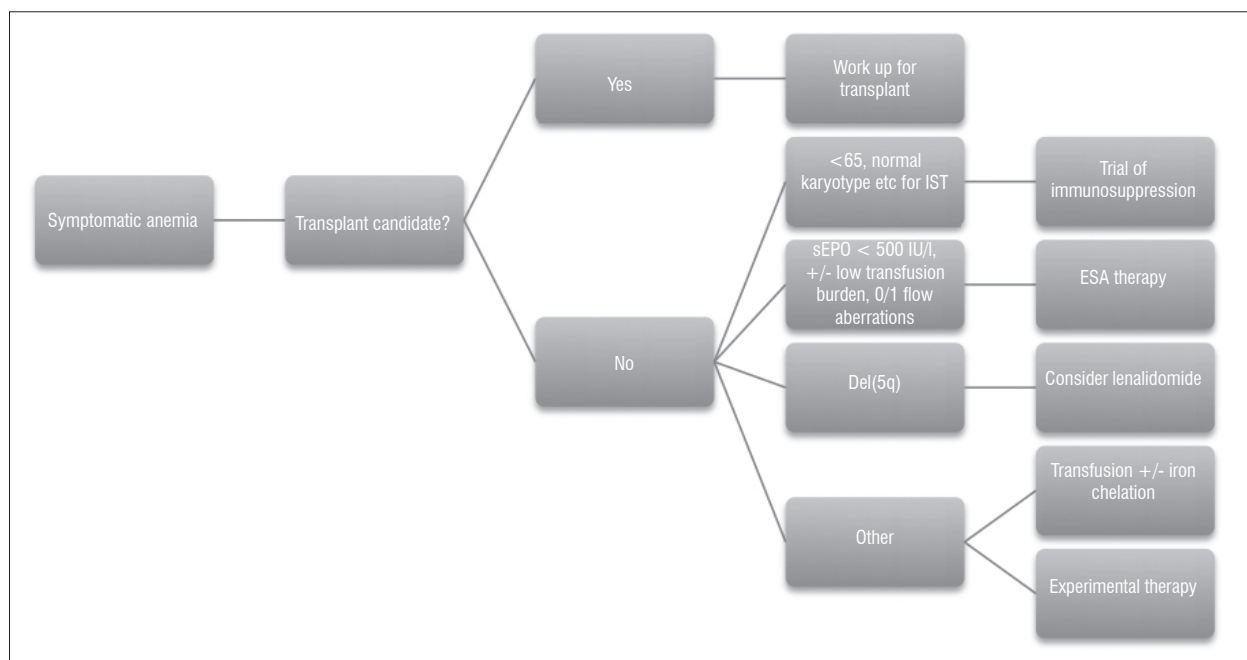 Symptomatic anemia
Transplant candidate?
Yes
Work up for
transplant
No
<65, normal
karyotype etc for IST
Trial of
immunosuppression
sEPO < 500 IU/l,
+/- low transfusion
burden, 0/1 flow
aberrations
ESA therapy
Del(5q)
Consider lenalidomide
Other
Transfusion +/- iron
chelation
Experimental therapy